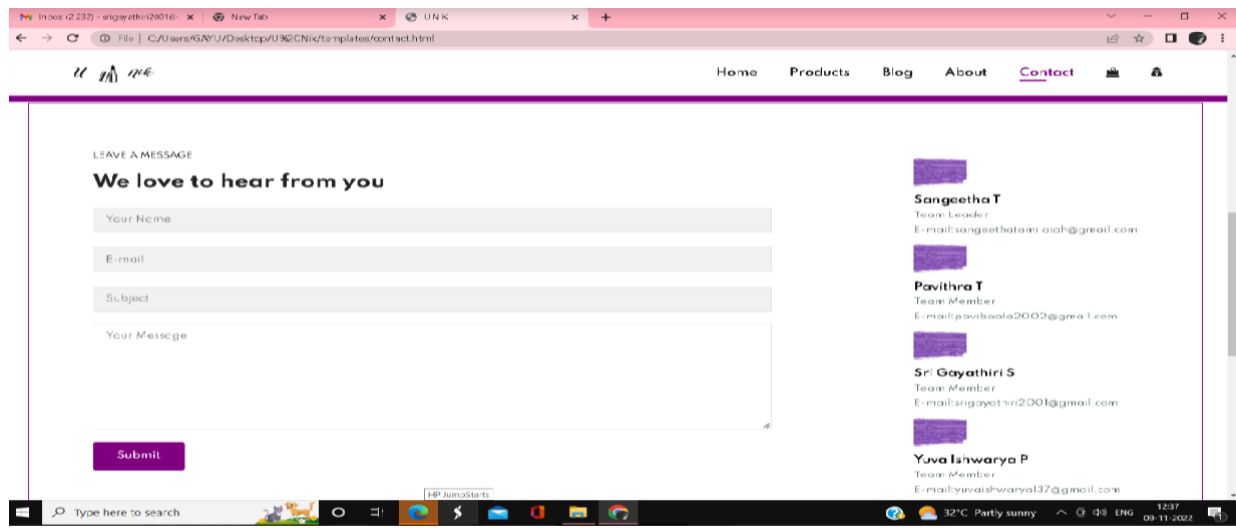 Inbox (2,232) - srigayathiri20016
New Tab
U N K
File | C:/Users/GAYU/Desktop/U%2CNik/templates/contact.html
Home Products Blog About Contact
LEAVE A MESSAGE
We love to hear from you
Your Name
E-mail
Subject
Your Message
Submit
Sangeetha T
Team Leader
Pavithra T
Team Member
E-mail:pavibaala2002@gmail.com
Sri Gayathiri S
Team Member
E-mail:srigayathiri2001@gmail.com
Yuva Ishwarya P
Team Member
E-mail:yuvaishwarya137@gmail.com
HP JumpStarts
Type here to search
32°C Partly sunny
ENG
12:37
09-11-2022